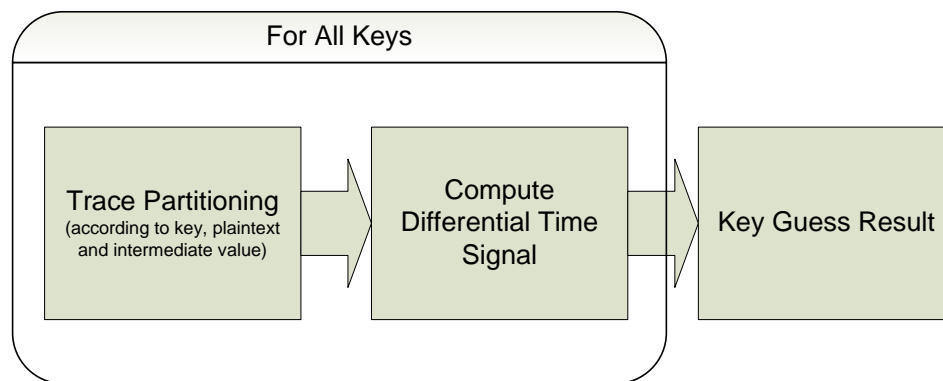 For All Keys
Trace Partitioning
(according to key, plaintext
and intermediate value)
Compute
Differential Time
Signal
Key Guess Result